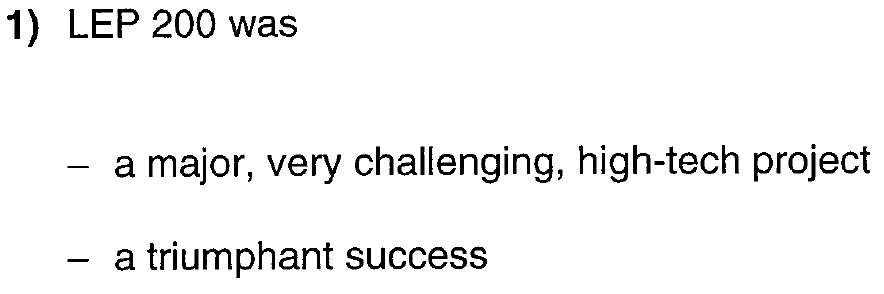 1) LEP 200 was
– a major, very challenging, high-tech project
– a triumphant success